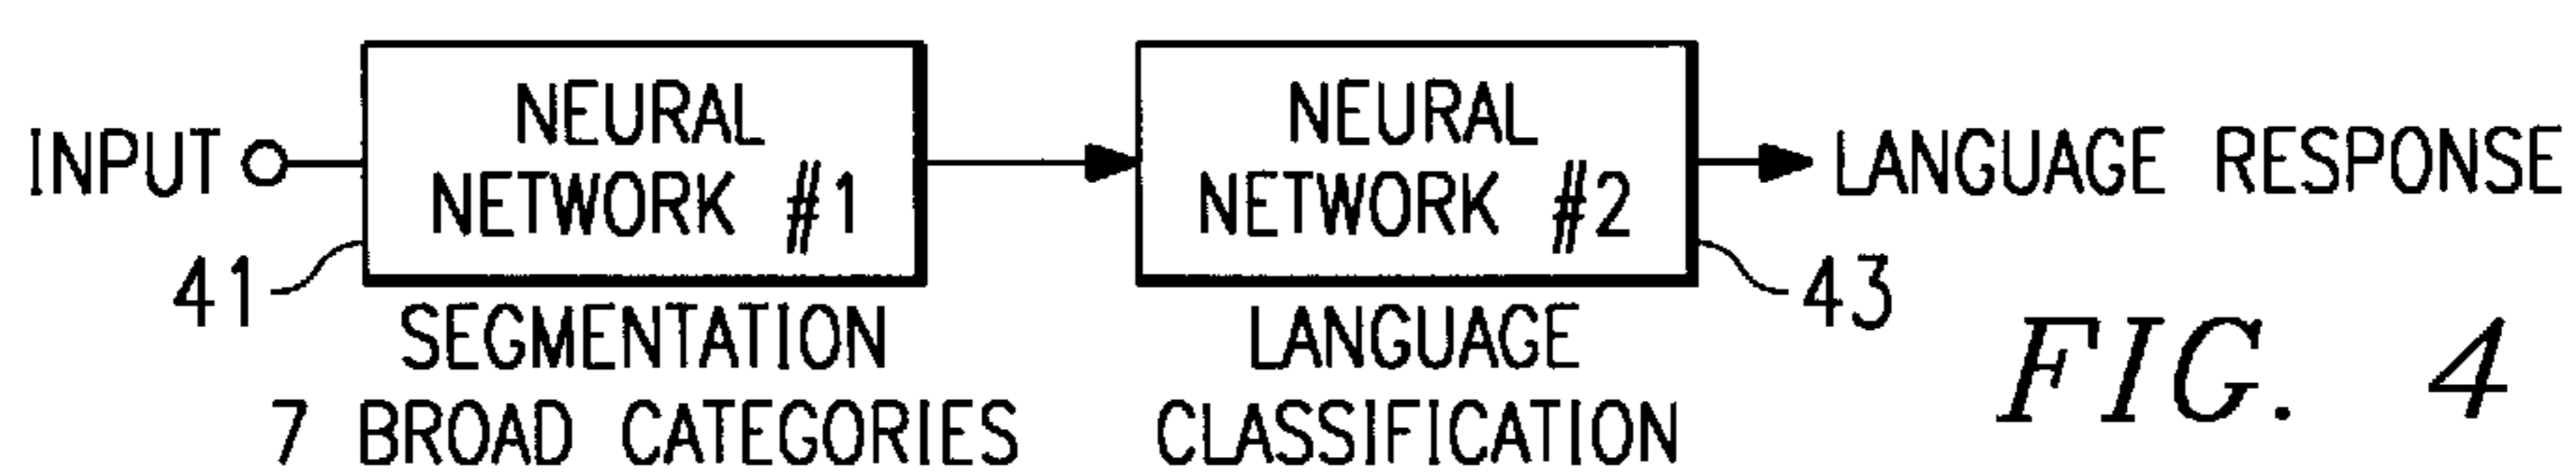 INPUT
NEURAL
NETWORK #1
41
SEGMENTATION
7 BROAD CATEGORIES
NEURAL
NETWORK #2
43
LANGUAGE
CLASSIFICATION
LANGUAGE RESPONSE
FIG. 4